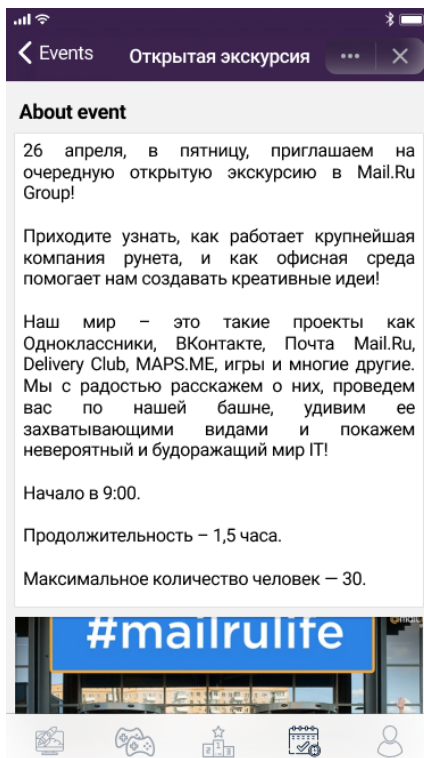 Events
Открытая экскурсия
About event
26 апреля, в пятницу, приглашаем на
очередную открытую экскурсию в Mail.Ru
Group!
Приходите узнать, как работает крупнейшая
компания рунета, и как офисная среда
помогает нам создавать креативные идеи!
Наш мир – это такие проекты как
Одноклассники, ВКонтакте, Почта Mail.Ru,
Delivery Club, MAPS.ME, игры и многие другие.
Мы с радостью расскажем о них, проведем
вас по нашей башне, удивим ее
захватывающими видами и покажем
невероятный и будоражащий мир IT!
Начало в 9:00.
Продолжительность – 1,5 часа.
Максимальное количество человек — 30.
@mail
#mailrulife
2 1 3